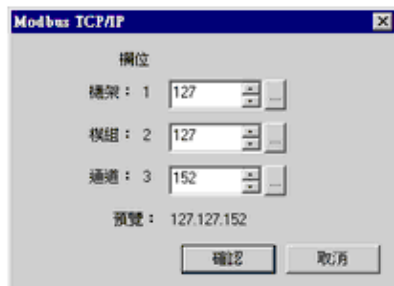 Modbus TCP/IP
欄位
機架： 1 127 ...
模組： 2 127 ...
通道： 3 152 ...
預覽： 127.127.152
確認 取消